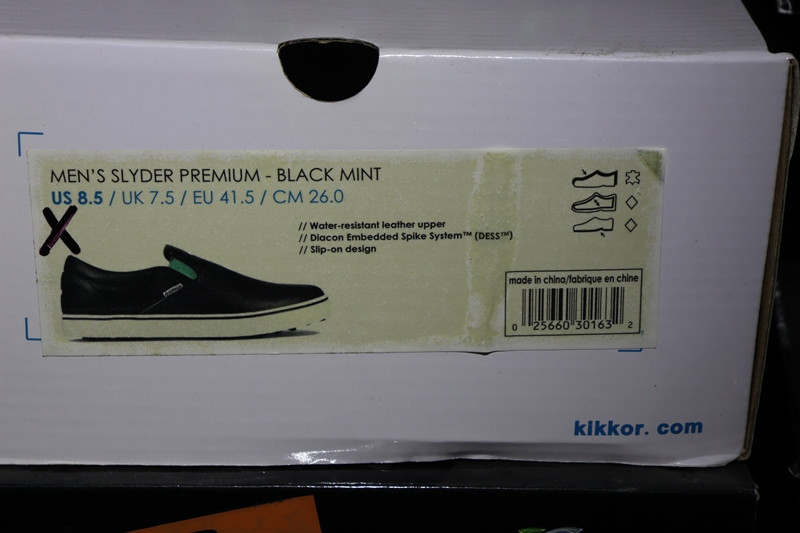 MEN'S SLYDER PREMIUM - BLACK MINT
US 8.5 / UK 7.5 / EU 41.5 / CM 26.0
X
// Water-resistant leather upper
// Diacon Embedded Spike System™ (DESS™)
// Slip-on design
made in china/fabrique en chine
0 25660 30163 2
kikkor. com